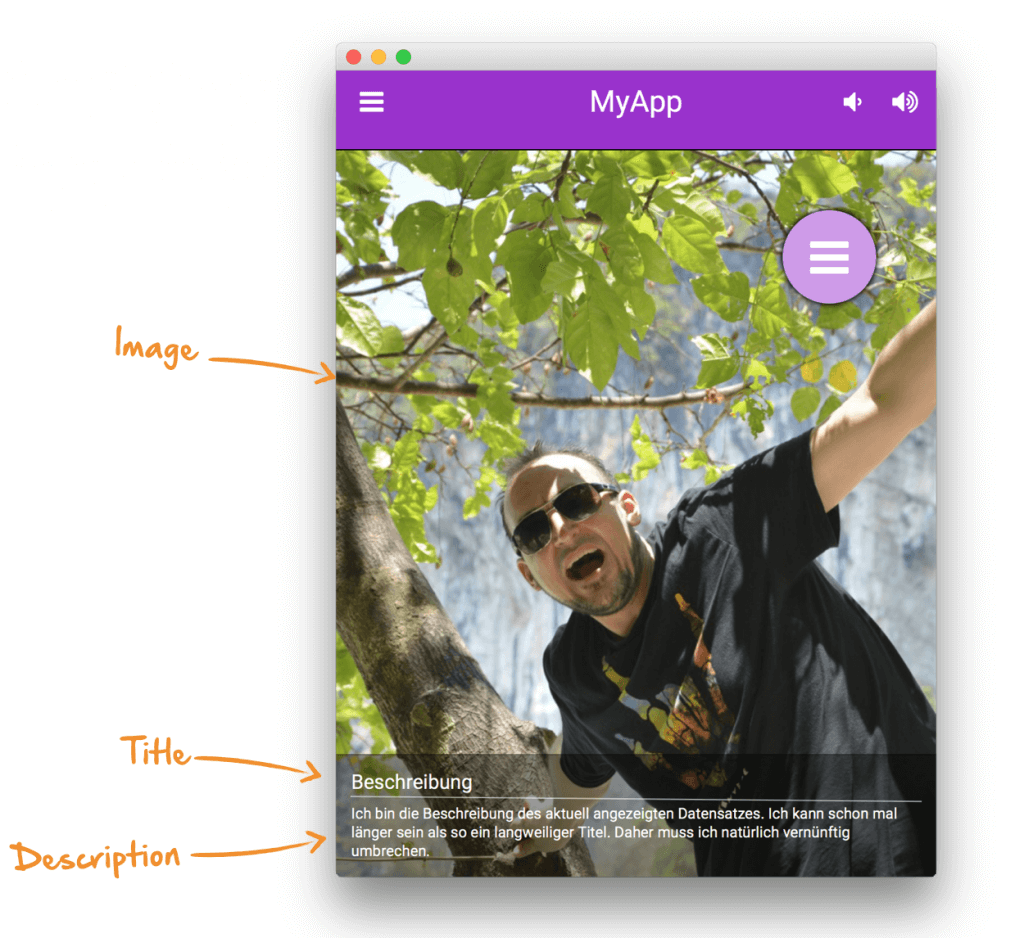 MyApp
Image
Title
Beschreibung
Ich bin die Beschreibung des aktuell angezeigten Datensatzes. Ich kann schon mal
länger sein als so ein langweiliger Titel. Daher muss ich natürlich vernünftig
umbrechen.
Description